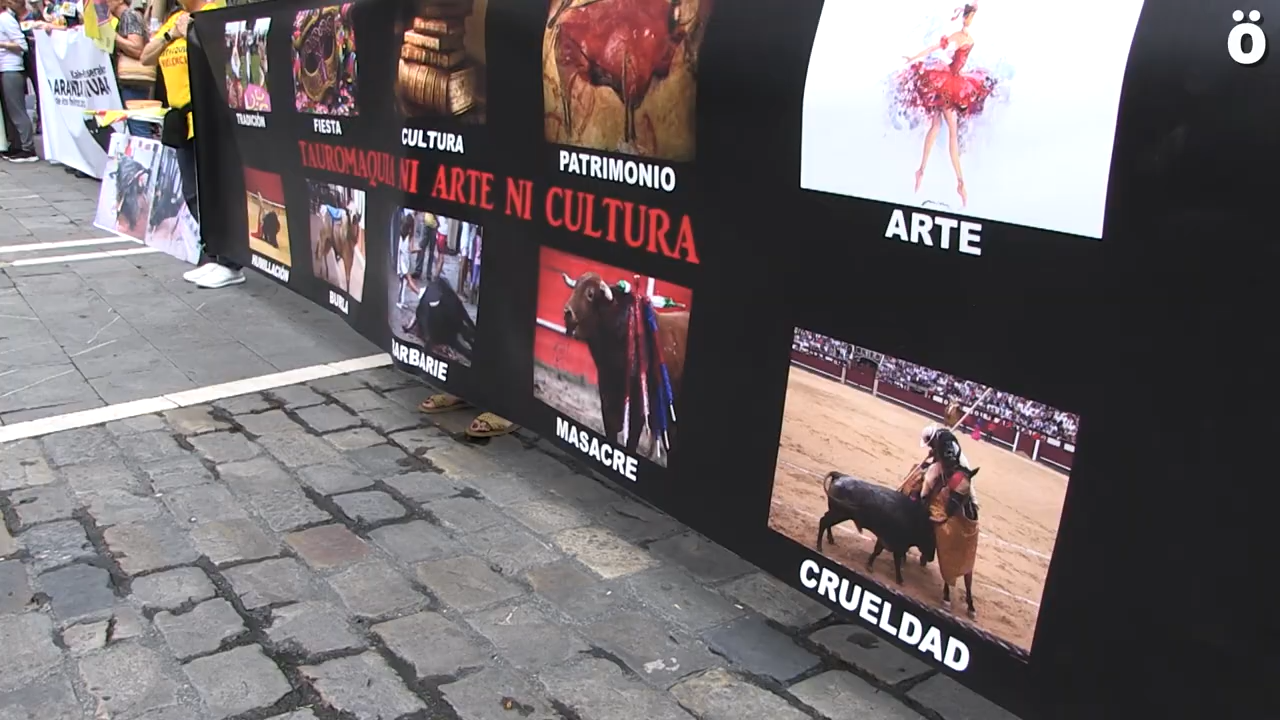 TRADICIÓN
FIESTA
CULTURA
PATRIMONIO
ARTE
TAUROMAQUIA NI ARTE NI CULTURA
HUMILLACIÓN
BURLA
BARBARIE
MASACRE
CRUELDAD
ö